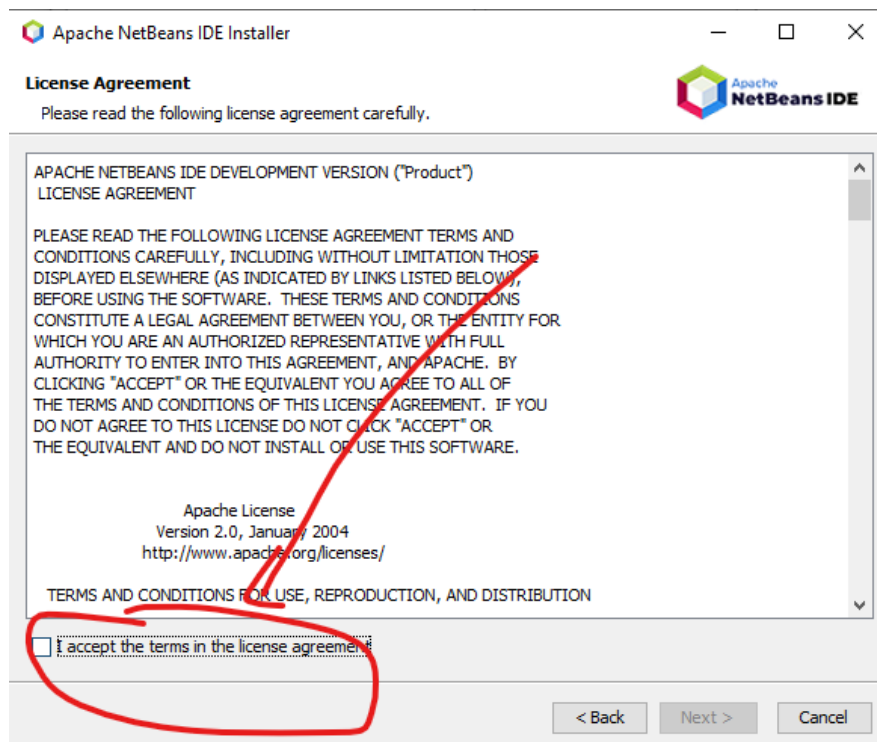 Apache NetBeans IDE Installer
License Agreement
Please read the following license agreement carefully.
Apache
NetBeans IDE
APACHE NETBEANS IDE DEVELOPMENT VERSION ("Product")
LICENSE AGREEMENT
PLEASE READ THE FOLLOWING LICENSE AGREEMENT TERMS AND
CONDITIONS CAREFULLY, INCLUDING WITHOUT LIMITATION THOSE
DISPLAYED ELSEWHERE (AS INDICATED BY LINKS LISTED BELOW),
BEFORE USING THE SOFTWARE.  THESE TERMS AND CONDITIONS
CONSTITUTE A LEGAL AGREEMENT BETWEEN YOU, OR THE ENTITY FOR
WHICH YOU ARE AN AUTHORIZED REPRESENTATIVE WITH FULL
AUTHORITY TO ENTER INTO THIS AGREEMENT, AND APACHE.  BY
CLICKING "ACCEPT" OR THE EQUIVALENT YOU AGREE TO ALL OF
THE TERMS AND CONDITIONS OF THIS LICENSE AGREEMENT.  IF YOU
DO NOT AGREE TO THIS LICENSE DO NOT CLICK "ACCEPT" OR
THE EQUIVALENT AND DO NOT INSTALL OR USE THIS SOFTWARE.
Apache License
Version 2.0, January 2004
http://www.apache.org/licenses/
TERMS AND CONDITIONS FOR USE, REPRODUCTION, AND DISTRIBUTION
I accept the terms in the license agreement
< Back
Next >
Cancel